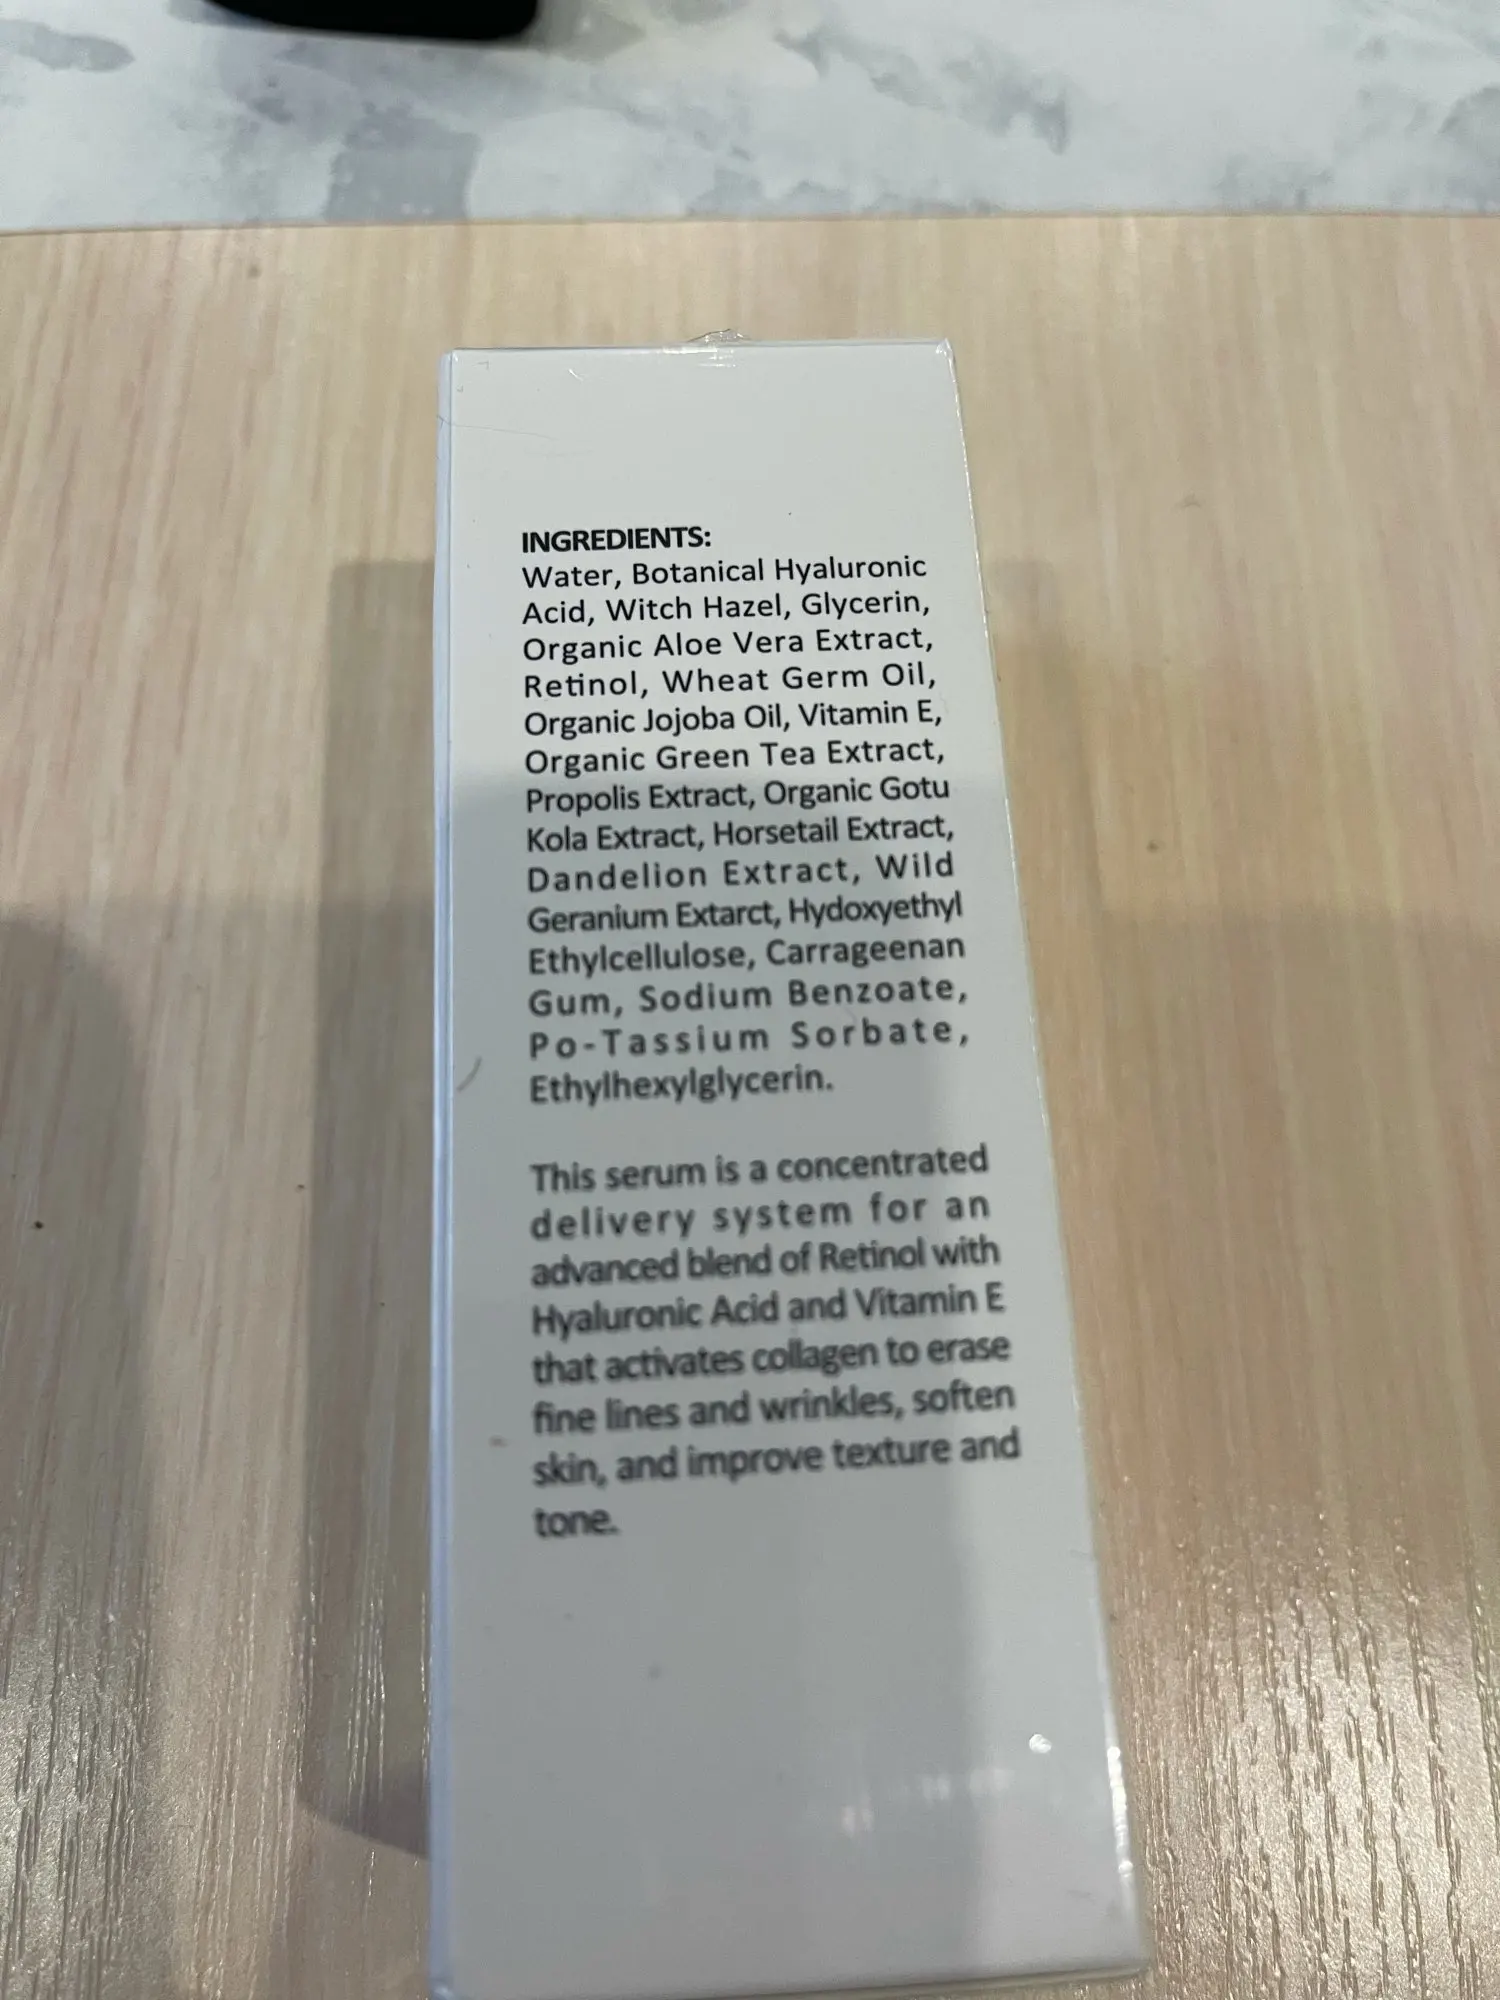 INGREDIENTS:
Water, Botanical Hyaluronic
Acid, Witch Hazel, Glycerin,
Organic Aloe Vera Extract,
Retinol, Wheat Germ Oil,
Organic Jojoba Oil, Vitamin E,
Organic Green Tea Extract,
Propolis Extract, Organic Gotu
Kola Extract, Horsetail Extract,
Dandelion Extract, Wild
Geranium Extarct, Hydoxyethyl
Ethylcellulose, Carrageenan
Gum, Sodium Benzoate,
Po-Tassium Sorbate,
Ethylhexylglycerin.
This serum is a concentrated
delivery system for an
advanced blend of Retinol with
Hyaluronic Acid and Vitamin E
that activates collagen to erase
fine lines and wrinkles, soften
skin, and improve texture and
tone.